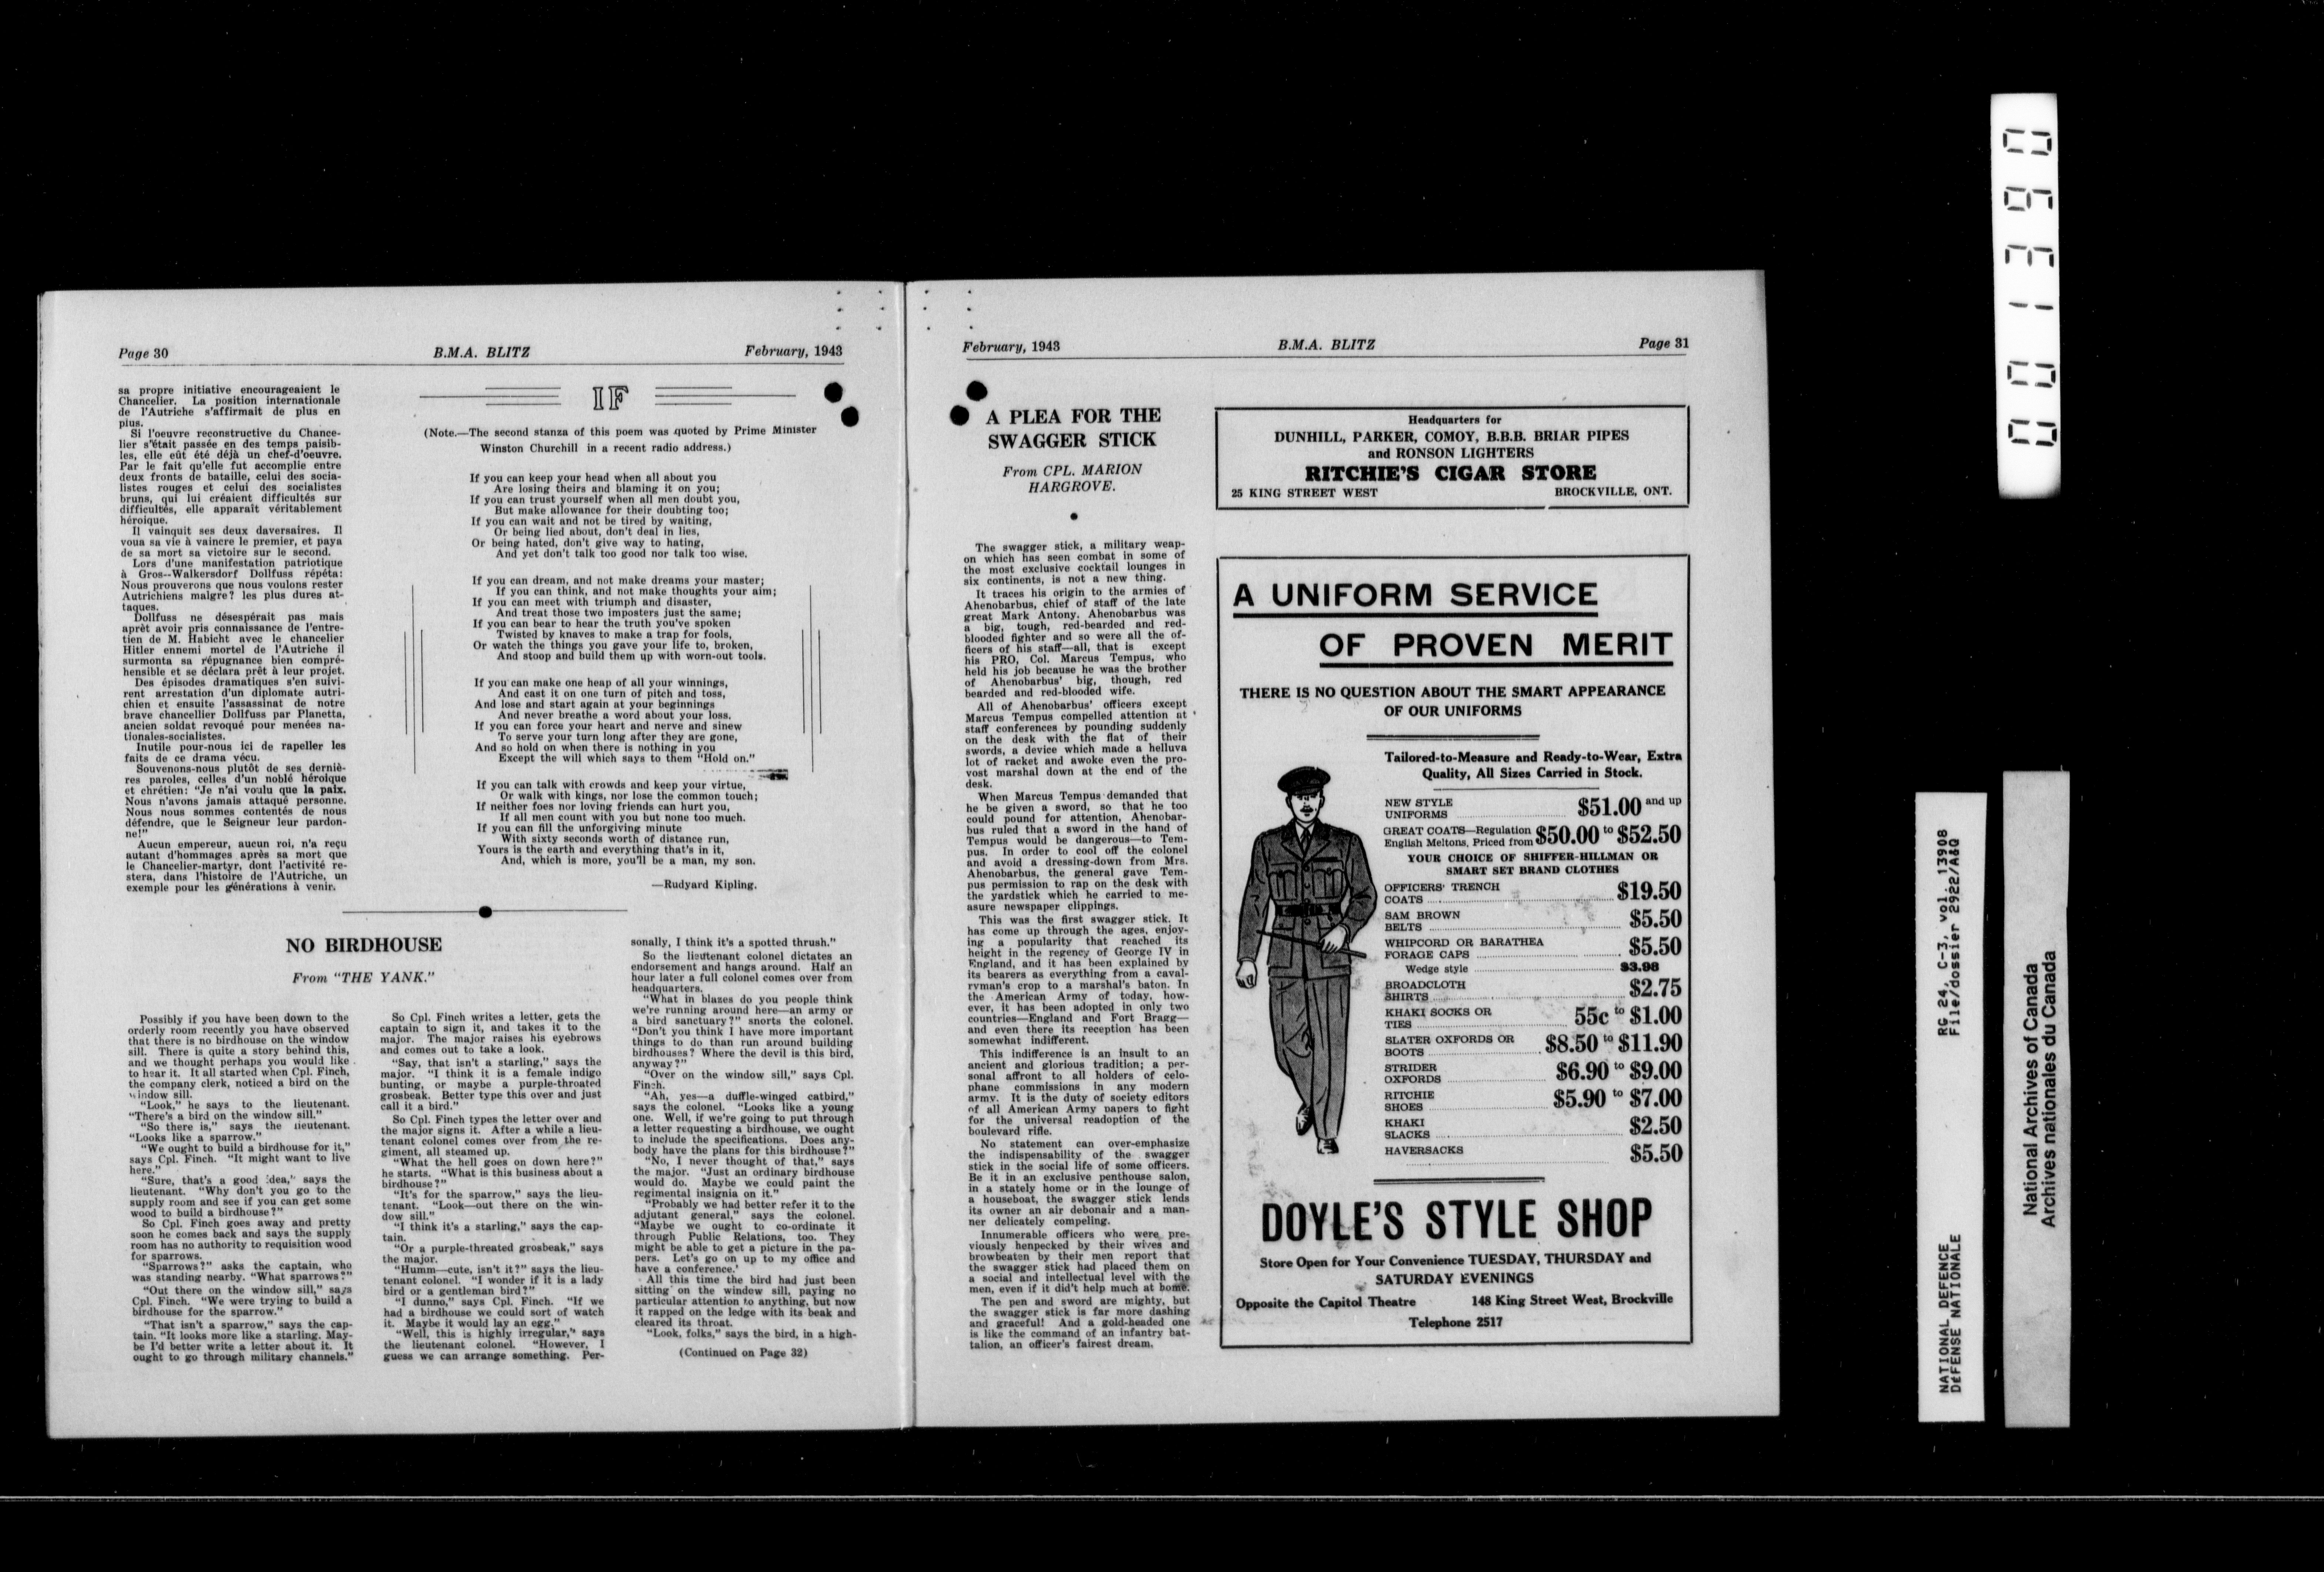 Page 30
B.M.A. BLITZ
February, 1943
sa propre initiative encourageaient le
Chancelier. La position internationale
de l'Autriche s'affirmait de plus en
plus.
Si l'oeuvre reconstructive du Chance-
lier s'était passée en des temps paisib-
les, elle eût été déjà un chef-d'oeuvre.
Par le fait qu'elle fut accomplie entre
deux fronts de bataille, celui des socia-
listes rouges et celui des socialistes
bruns, qui lui créaient difficultés sur
difficultés, elle apparait véritablement
héroique.
Il vainquit ses deux daversaires. Il
voua sa vie à vaincre le premier, et paya
de sa mort sa victoire sur le second.
Lors d'une manifestation patriotique
à Gros--Walkersdorf Dollfuss répéta:
Nous prouverons que nous voulons rester
Autrichiens malgre? les plus dures at-
taques.
Dollfuss ne désespérait pas mais
aprèt avoir pris connaissance de l'entre-
tien de M. Habicht avec le chancelier
Hitler ennemi mortel de l'Autriche il
surmonta sa répugnance bien compré-
hensible et se déclara prêt à leur projet.
Des épisodes dramatiques s'en suivi-
rent arrestation d'un diplomate autri-
chien et ensuite l'assassinat de notre
brave chancellier Dollfuss par Planetta,
ancien soldat revoqué pour menées na-
tionales-socialistes.
Inutile pour-nous ici de rapeller les
faits de ce drama vécu.
Souvenons-nous plutôt de ses derniè-
res paroles, celles d'un noblé héroique
et chrétien: "Je n'ai voulu que la paix.
Nous n'avons jamais attaqué personne.
Nous nous sommes contentés de nous
défendre, que le Seigneur leur pardon-
ne!"
Aucun empereur, aucun roi, n'a reçu
autant d'hommages après sa mort que
le Chancelier-martyr, dont l'activité re-
stera, dans l'histoire de l'Autriche, un
exemple pour les générations à venir.
IF
(Note.—The second stanza of this poem was quoted by Prime Minister
Winston Churchill in a recent radio address.)
If you can keep your head when all about you
Are losing theirs and blaming it on you;
If you can trust yourself when all men doubt you,
But make allowance for their doubting too;
If you can wait and not be tired by waiting,
Or being lied about, don't deal in lies,
Or being hated, don't give way to hating,
And yet don't talk too good nor talk too wise.
If you can dream, and not make dreams your master;
If you can think, and not make thoughts your aim;
If you can meet with triumph and disaster,
And treat those two imposters just the same;
If you can bear to hear the truth you've spoken
Twisted by knaves to make a trap for fools,
Or watch the things you gave your life to, broken,
And stoop and build them up with worn-out tools.
If you can make one heap of all your winnings,
And cast it on one turn of pitch and toss,
And lose and start again at your beginnings
And never breathe a word about your loss.
If you can force your heart and nerve and sinew
To serve your turn long after they are gone,
And so hold on when there is nothing in you
Except the will which says to them "Hold on."
If you can talk with crowds and keep your virtue,
Or walk with kings, nor lose the common touch;
If neither foes nor loving friends can hurt you,
If all men count with you but none too much.
If you can fill the unforgiving minute
With sixty seconds worth of distance run,
Yours is the earth and everything that's in it,
And, which is more, you'll be a man, my son.
—Rudyard Kipling.
NO BIRDHOUSE
From "THE YANK."
Possibly if you have been down to the
orderly room recently you have observed
that there is no birdhouse on the window
sill. There is quite a story behind this,
and we thought perhaps you would like
to hear it. It all started when Cpl. Finch,
the company clerk, noticed a bird on the
window sill.
"Look," he says to the lieutenant.
"There's a bird on the window sill."
"So there is," says the lieutenant.
"Looks like a sparrow."
"We ought to build a birdhouse for it,"
says Cpl. Finch. "It might want to live
here."
"Sure, that's a good idea," says the
lieutenant. "Why don't you go to the
supply room and see if you can get some
wood to build a birdhouse?"
So Cpl. Finch goes away and pretty
soon he comes back and says the supply
room has no authority to requisition wood
for sparrows.
"Sparrows?" asks the captain, who
was standing nearby. "What sparrows?"
"Out there on the window sill," says
Cpl. Finch. "We were trying to build a
birdhouse for the sparrow."
"That isn't a sparrow," says the cap-
tain. "It looks more like a starling. May-
be I'd better write a letter about it. It
ought to go through military channels."
So Cpl. Finch writes a letter, gets the
captain to sign it, and takes it to the
major. The major raises his eyebrows
and comes out to take a look.
"Say, that isn't a starling," says the
major. "I think it is a female indigo
bunting, or maybe a purple-throated
grosbeak. Better type this over and just
call it a bird."
So Cpl. Finch types the letter over and
the major signs it. After a while a lieu-
tenant colonel comes over from the re-
giment, all steamed up.
"What the hell goes on down here?"
he starts. "What is this business about a
birdhouse?"
"It's for the sparrow," says the lieu-
tenant. "Look—out there on the win-
dow sill."
"I think it's a starling," says the cap-
tain.
"Or a purple-threated grosbeak," says
the major.
"Humm—cute, isn't it?" says the lieu-
tenant colonel. "I wonder if it is a lady
bird or a gentleman bird?"
"I dunno," says Cpl. Finch. "If we
had a birdhouse we could sort of watch
it. Maybe it would lay an egg."
"Well, this is highly irregular," says
the lieutenant colonel. "However, I
guess we can arrange something. Per-
sonally, I think it's a spotted thrush."
So the lieutenant colonel dictates an
endorsement and hangs around. Half an
hour later a full colonel comes over from
headquarters.
"What in blazes do you people think
we're running around here—an army or
a bird sanctuary?" snorts the colonel.
"Don't you think I have more important
things to do than run around building
birdhouses? Where the devil is this bird,
anyway?"
"Over on the window sill," says Cpl.
Finch.
"Ah, yes—a duffle-winged catbird,"
says the colonel. "Looks like a young
one. Well, if we're going to put through
a letter requesting a birdhouse, we ought
to include the specifications. Does any-
body have the plans for this birdhouse?"
"No, I never thought of that," says
the major. "Just an ordinary birdhouse
would do. Maybe we could paint the
regimental insignia on it."
"Probably we had better refer it to the
adjutant general," says the colonel.
"Maybe we ought to co-ordinate it
through Public Relations, too. They
might be able to get a picture in the pa-
pers. Let's go on up to my office and
have a conference.'
All this time the bird had just been
sitting on the window sill, paying no
particular attention to anything, but now
it rapped on the ledge with its beak and
cleared its throat.
"Look, folks," says the bird, in a high-
(Continued on Page 32)
February, 1943
B.M.A. BLITZ
Page 31
A PLEA FOR THE
SWAGGER STICK
From CPL. MARION
HARGROVE.
The swagger stick, a military weap-
on which has seen combat in some of
the most exclusive cocktail lounges in
six continents, is not a new thing.
It traces his origin to the armies of
Ahenobarbus, chief of staff of the late
great Mark Antony. Ahenobarbus was
a big, tough, red-bearded and red-
blooded fighter and so were all the of-
ficers of his staff—all, that is except
his PRO, Col. Marcus Tempus, who
held his job because he was the brother
of Ahenobarbus' big, though, red
bearded and red-blooded wife.
All of Ahenobarbus' officers except
Marcus Tempus compelled attention at
staff conferences by pounding suddenly
on the desk with the flat of their
swords, a device which made a helluva
lot of racket and awoke even the pro-
vost marshal down at the end of the
desk.
When Marcus Tempus demanded that
he be given a sword, so that he too
could pound for attention, Ahenobar-
bus ruled that a sword in the hand of
Tempus would be dangerous—to Tem-
pus. In order to cool off the colonel
and avoid a dressing-down from Mrs.
Ahenobarbus, the general gave Tem-
pus permission to rap on the desk with
the yardstick which he carried to me-
asure newspaper clippings.
This was the first swagger stick. It
has come up through the ages, enjoy-
ing a popularity that reached its
height in the regency of George IV in
England, and it has been explained by
its bearers as everything from a caval-
ryman's crop to a marshal's baton. In
the American Army of today, how-
ever, it has been adopted in only two
countries—England and Fort Bragg—
and even there its reception has been
somewhat indifferent.
This indifference is an insult to an
ancient and glorious tradition; a per-
sonal affront to all holders of celo-
phane commissions in any modern
army. It is the duty of society editors
of all American Army papers to fight
for the universal readoption of the
boulevard rifle.
No statement can over-emphasize
the indispensability of the swagger
stick in the social life of some officers.
Be it in an exclusive penthouse salon,
in a stately home or in the lounge of
a houseboat, the swagger stick lends
its owner an air debonair and a man-
ner delicately compeling.
Innumerable officers who were pre-
viously henpecked by their wives and
browbeaten by their men report that
the swagger stick had placed them on
a social and intellectual level with the
men, even if it did't help much at home.
The pen and sword are mighty, but
the swagger stick is far more dashing
and graceful! And a gold-headed one
is like the command of an infantry bat-
talion, an officer's fairest dream.
Headquarters for
DUNHILL, PARKER, COMOY, B.B.B. BRIAR PIPES
and RONSON LIGHTERS
RITCHIE'S CIGAR STORE
25 KING STREET WEST BROCKVILLE, ONT.
A UNIFORM SERVICE
OF PROVEN MERIT
THERE IS NO QUESTION ABOUT THE SMART APPEARANCE
OF OUR UNIFORMS
Tailored-to-Measure and Ready-to-Wear, Extra
Quality, All Sizes Carried in Stock.
NEW STYLE
UNIFORMS $51.00 and up
GREAT COATS—Regulation
English Meltons, Priced from $50.00 to $52.50
YOUR CHOICE OF SHIFFER-HILLMAN OR
SMART SET BRAND CLOTHES
OFFICERS' TRENCH
COATS $19.50
SAM BROWN
BELTS $5.50
WHIPCORD OR BARATHEA
FORAGE CAPS $5.50
Wedge style $3.98
BROADCLOTH
SHIRTS $2.75
KHAKI SOCKS OR
TIES 55c to $1.00
SLATER OXFORDS OR
BOOTS $8.50 to $11.90
STRIDER
OXFORDS $6.90 to $9.00
RITCHIE
SHOES $5.90 to $7.00
KHAKI
SLACKS $2.50
HAVERSACKS $5.50
DOYLE'S STYLE SHOP
Store Open for Your Convenience TUESDAY, THURSDAY and
SATURDAY EVENINGS
Opposite the Capitol Theatre 148 King Street West, Brockville
Telephone 2517
001390
NATIONAL DEFENCE RG 24, C-3, vol. 13908
DÉFENSE NATIONALE File/dossier 2922/A6Q
National Archives of Canada
Archives nationales du Canada